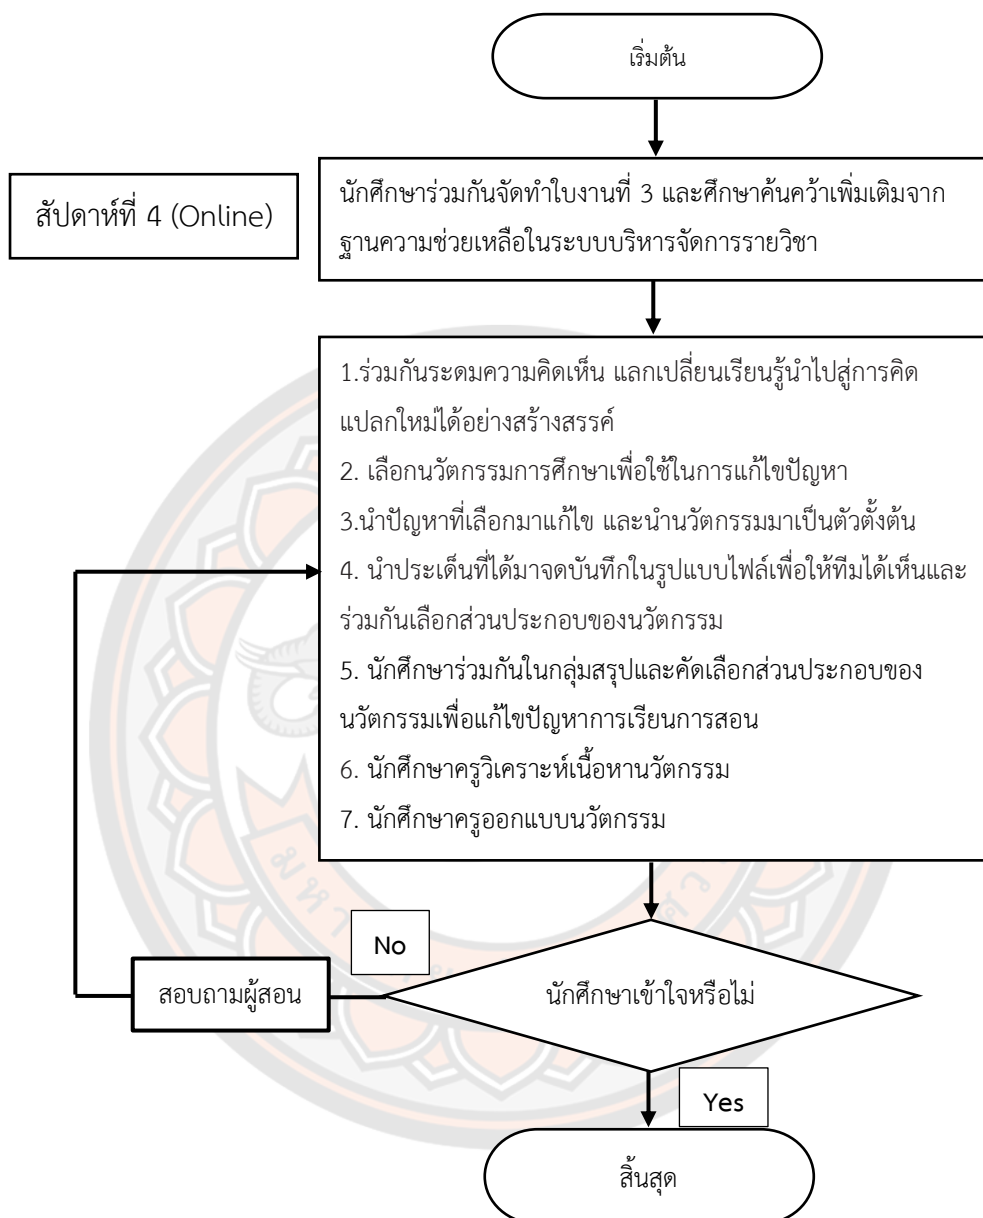 เริ่มต้น
สัปดาห์ที่ 4 (Online)
นักศึกษาร่วมกันจัดทำใบงานที่ 3 และศึกษาค้นคว้าเพิ่มเติมจาก
ฐานความช่วยเหลือในระบบบริหารจัดการรายวิชา
1.ร่วมกันระดมความคิดเห็น แลกเปลี่ยนเรียนรู้นำไปสู่การคิด
แปลกใหม่ได้อย่างสร้างสรรค์
2. เลือกนวัตกรรมการศึกษาเพื่อใช้ในการแก้ไขปัญหา
3.นำปัญหาที่เลือกมาแก้ไข และนำนวัตกรรมมาเป็นตัวตั้งต้น
4. นำประเด็นที่ได้มาจดบันทึกในรูปแบบไฟล์เพื่อให้ทีมได้เห็นและ
ร่วมกันเลือกส่วนประกอบของนวัตกรรม
5. นักศึกษาร่วมกันในกลุ่มสรุปและคัดเลือกส่วนประกอบของ
นวัตกรรมเพื่อแก้ไขปัญหาการเรียนการสอน
6. นักศึกษาครูวิเคราะห์เนื้อหานวัตกรรม
7. นักศึกษาครูออกแบบนวัตกรรม
No
สอบถามผู้สอน
นักศึกษาเข้าใจหรือไม่
Yes
สิ้นสุด